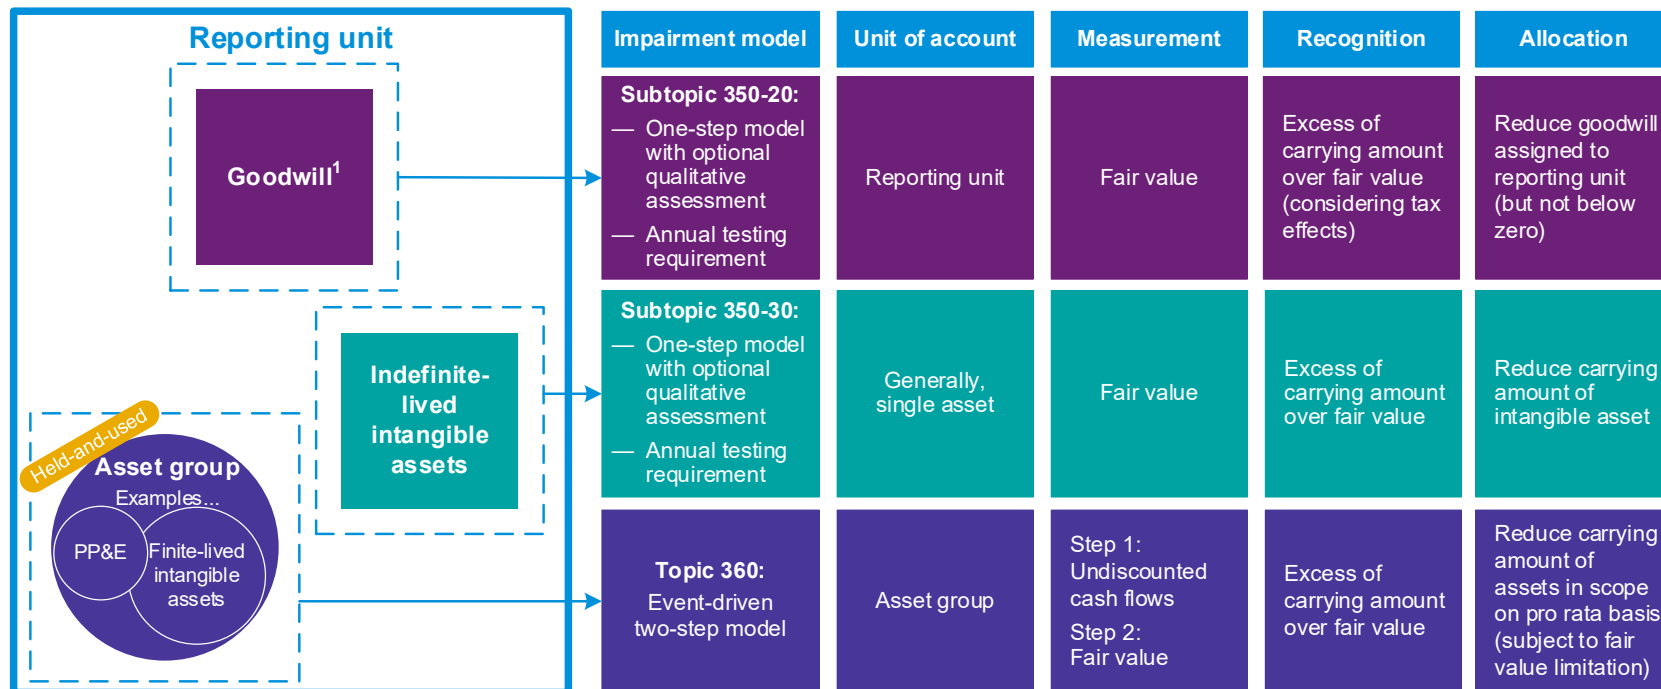 Reporting unit
Goodwill1
Indefinite-
lived
intangible
assets
Held-and-used
Asset group
Examples...
PP&E
Finite-lived
intangible
assets
Impairment model
Unit of account
Measurement
Recognition
Allocation
Subtopic 350-20:
— One-step model
with optional
qualitative
assessment
— Annual testing
requirement
Reporting unit
Fair value
Excess of
carrying amount
over fair value
(considering tax
effects)
Reduce goodwill
assigned to
reporting unit
(but not below
zero)
Subtopic 350-30:
— One-step model
with optional
qualitative
assessment
— Annual testing
requirement
Generally,
single asset
Fair value
Excess of
carrying amount
over fair value
Reduce carrying
amount of
intangible asset
Topic 360:
Event-driven
two-step model
Asset group
Step 1:
Undiscounted
cash flows
Step 2:
Fair value
Excess of
carrying amount
over fair value
Reduce carrying
amount of
assets in scope
on pro rata basis
(subject to fair
value limitation)